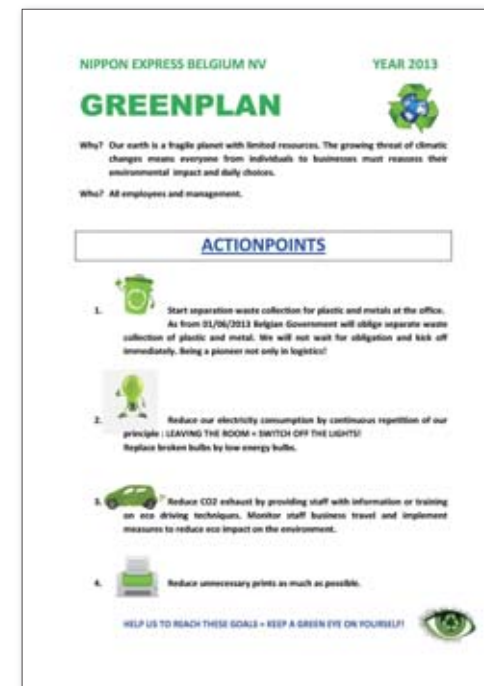 NIPPON EXPRESS BELGIUM NV YEAR 2013
GREENPLAN
Why? Our earth is a fragile planet with limited resources. The growing threat of climatic
changes means everyone from individuals to businesses must reassess their
environmental impact and daily choices.
Who? All employees and management.
ACTIONPOINTS
1. Start separation waste collection for plastic and metals at the office.
As from 01/06/2013 Belgian Government will oblige separate waste
collection of plastic and metal. We will not wait for obligation and kick off
immediately. Being a pioneer not only in logistics!
2. Reduce our electricity consumption by continuous repetition of our
principle : LEAVING THE ROOM = SWITCH OFF THE LIGHTS!
Replace broken bulbs by low energy bulbs.
3. Reduce CO2 exhaust by providing staff with information or training
on eco driving techniques. Monitor staff business travel and implement
measures to reduce eco impact on the environment.
4. Reduce unnecessary prints as much as possible.
HELP US TO REACH THESE GOALS = KEEP A GREEN EYE ON YOURSELF!